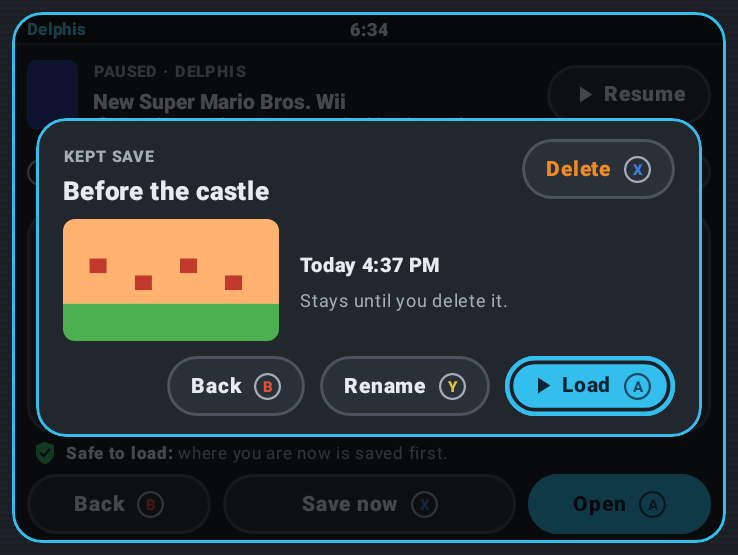 Delphis
6:34
PAUSED · DELPHIS
New Super Mario Bros. Wii
Resume
KEPT SAVE
Before the castle
Delete X
Today 4:37 PM
Stays until you delete it.
Back B
Rename Y
Load A
Safe to load: where you are now is saved first.
Back B
Save now X
Open A